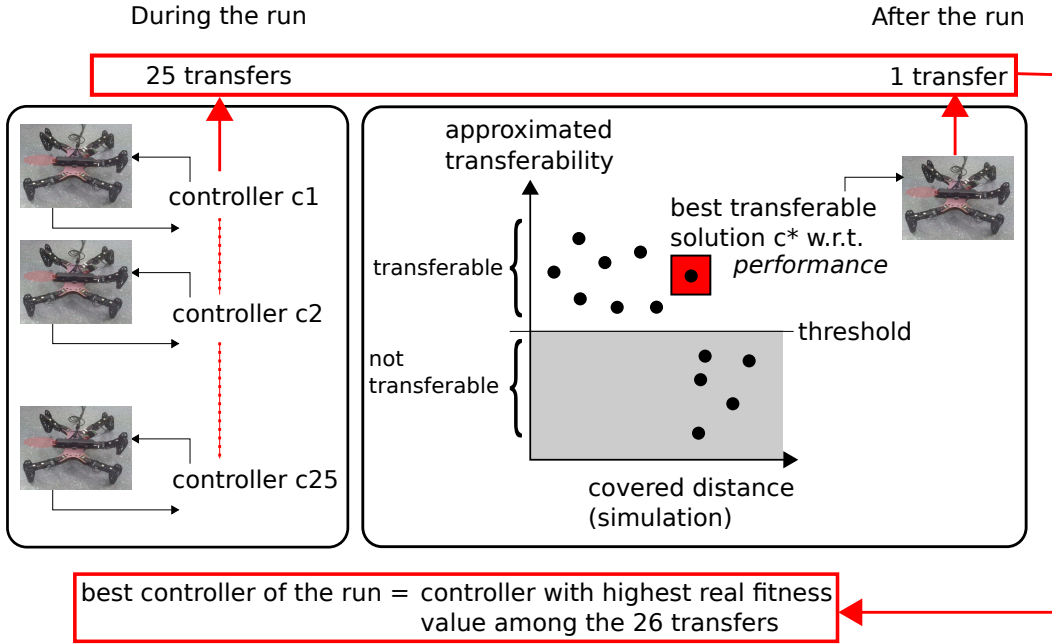 During the run
After the run
25 transfers
1 transfer
controller c1
controller c2
controller c25
approximated
transferability
transferable
not
transferable
best transferable
solution c* w.r.t.
performance
threshold
covered distance
(simulation)
best controller of the run = controller with highest real fitness
value among the 26 transfers